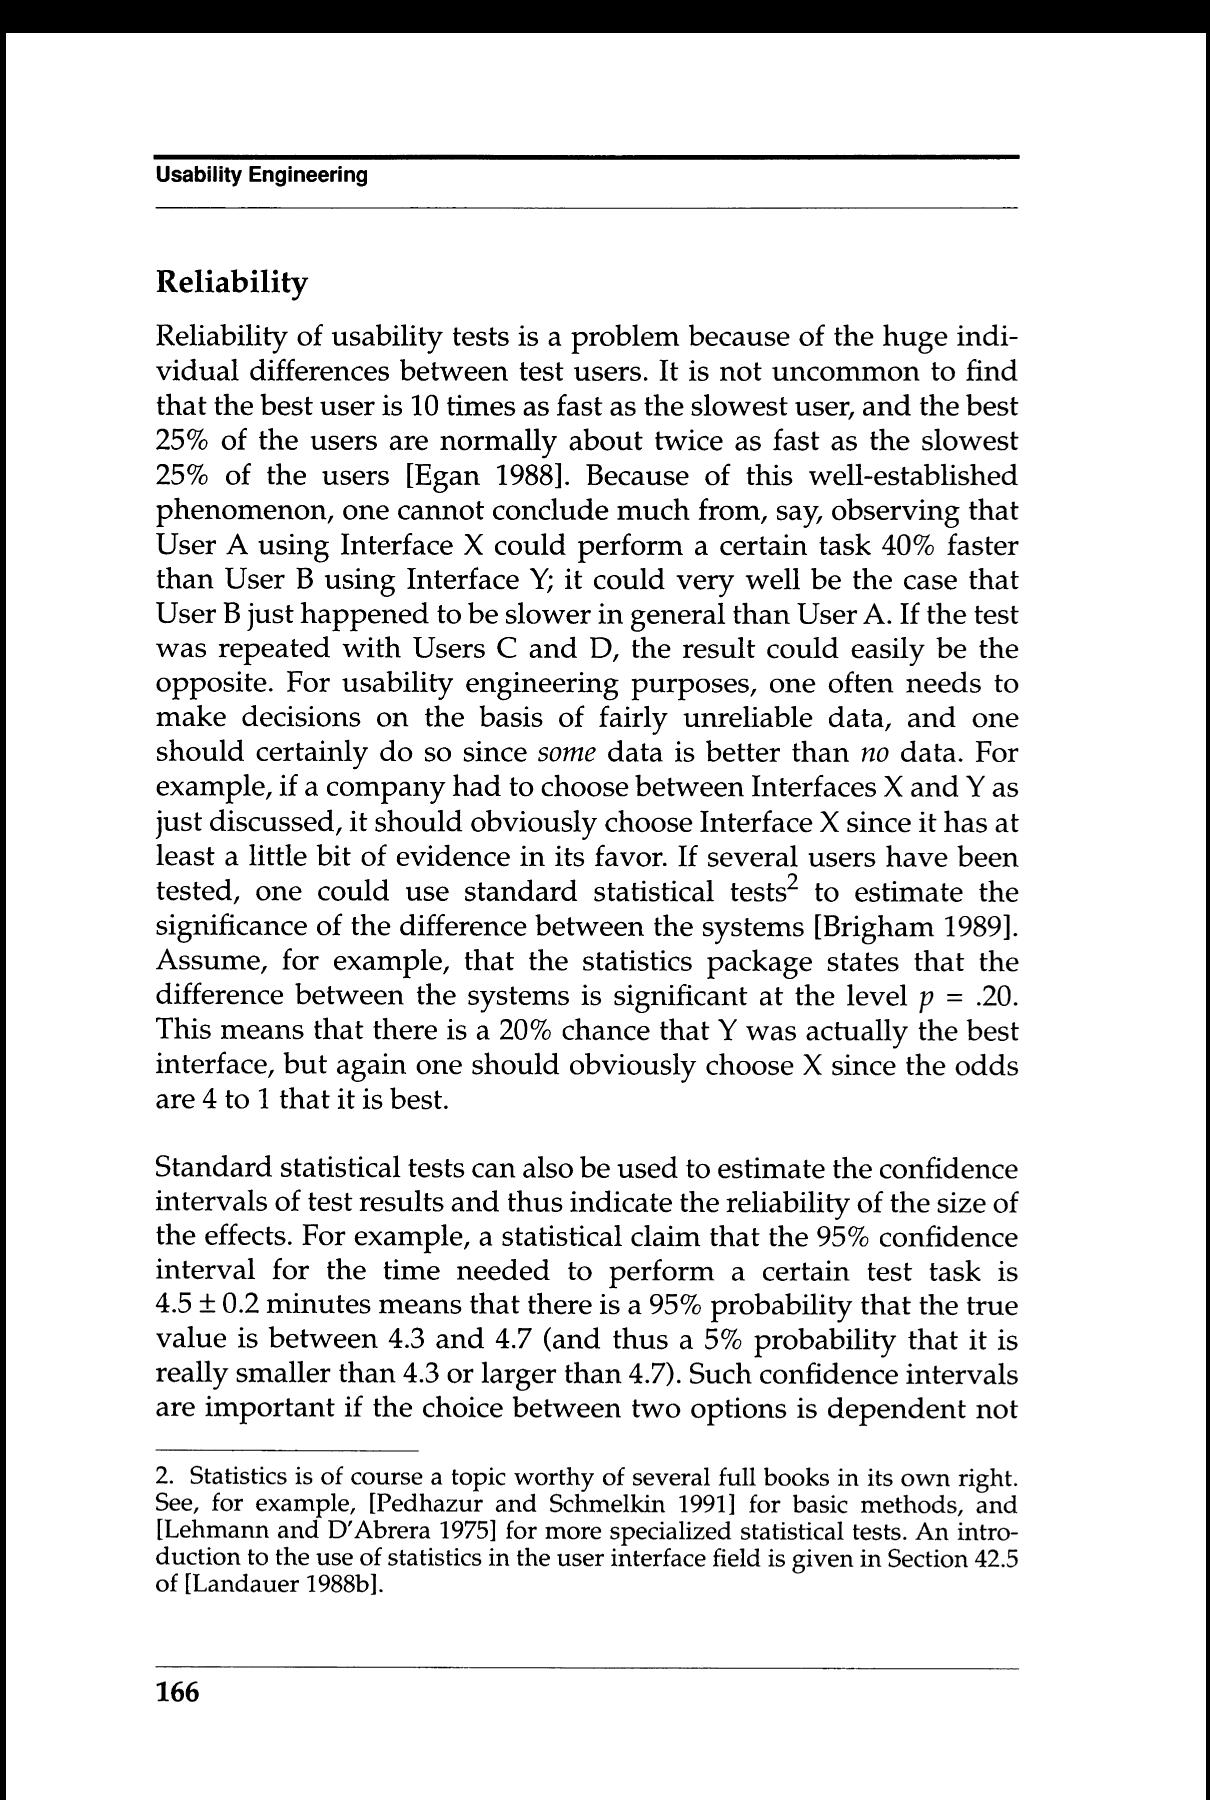 Usability Engineering
Reliability
Reliability of usability tests is a problem because of the huge indi-
vidual differences between test users. It is not uncommon to find
that the best user is 10 times as fast as the slowest user, and the best
25% of the users are normally about twice as fast as the slowest
25% of the users [Egan 1988]. Because of this well-established
phenomenon, one cannot conclude much from, say, observing that
User A using Interface X could perform a certain task 40% faster
than User B using Interface Y; it could very well be the case that
User B just happened to be slower in general than User A. If the test
was repeated with Users C and D, the result could easily be the
opposite. For usability engineering purposes, one often needs to
make decisions on the basis of fairly unreliable data, and one
should certainly do so since some data is better than no data. For
example, if a company had to choose between Interfaces X and Y as
just discussed, it should obviously choose Interface X since it has at
least a little bit of evidence in its favor. If several users have been
tested, one could use standard statistical tests2 to estimate the
significance of the difference between the systems [Brigham 1989].
Assume, for example, that the statistics package states that the
difference between the systems is significant at the level p = .20.
This means that there is a 20% chance that Y was actually the best
interface, but again one should obviously choose X since the odds
are 4 to 1 that it is best.
Standard statistical tests can also be used to estimate the confidence
intervals of test results and thus indicate the reliability of the size of
the effects. For example, a statistical claim that the 95% confidence
interval for the time needed to perform a certain test task is
4.5 ± 0.2 minutes means that there is a 95% probability that the true
value is between 4.3 and 4.7 (and thus a 5% probability that it is
really smaller than 4.3 or larger than 4.7). Such confidence intervals
are important if the choice between two options is dependent not
2. Statistics is of course a topic worthy of several full books in its own right.
See, for example, [Pedhazur and Schmelkin 1991] for basic methods, and
[Lehmann and D'Abrera 1975] for more specialized statistical tests. An intro-
duction to the use of statistics in the user interface field is given in Section 42.5
of [Landauer 1988b].
166